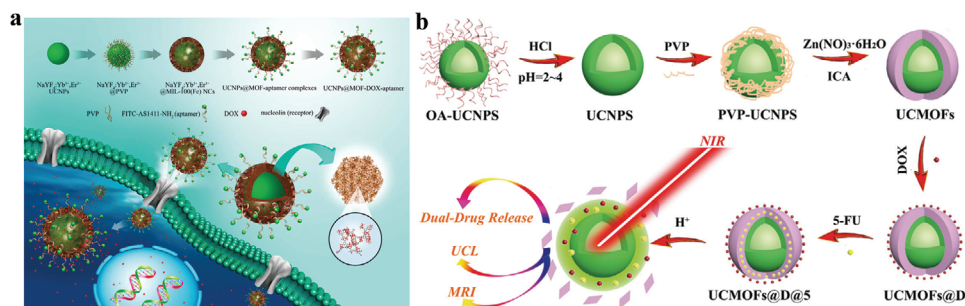 a
NaYF4:Yb3+,Er3+
UCNPs
NaYF4:Yb3+,Er3+
@PVP
NaYF4:Yb3+,Er3+
@MIL-100(Fe) NCs
UCNPs@MOF-aptamer complexes
UCNPs@MOF-DOX-aptamer
PVP
FITC-AS1411-NH2 (aptamer)
DOX
nucleolin (receptor)
b
OA-UCNPS
HCl
pH=2~4
UCNPS
PVP
PVP-UCNPS
Zn(NO)3·6H2O
ICA
UCMOFs
DOX
UCMOFs@D
5-FU
UCMOFs@D@5
H+
NIR
Dual-Drug Release
UCL
MRI